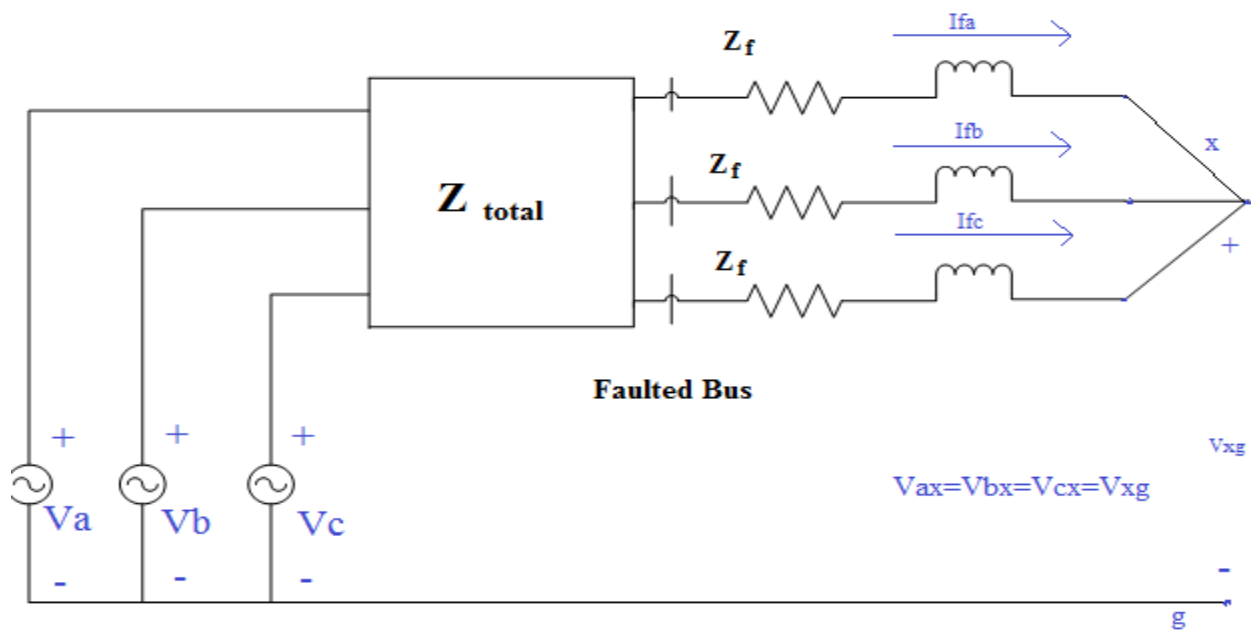 Ifa
Zf
Ifb
Zf
x
Z total
Ifc
Zf
+
Faulted Bus
+ + +
Vxg
Vax=Vbx=Vcx=Vxg
Va Vb Vc
- - - -
g